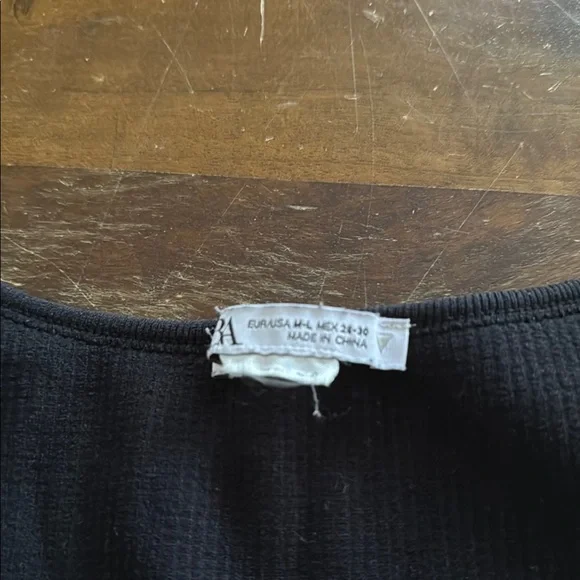 RA EUR/USA M-L MEX 28-30
MADE IN CHINA